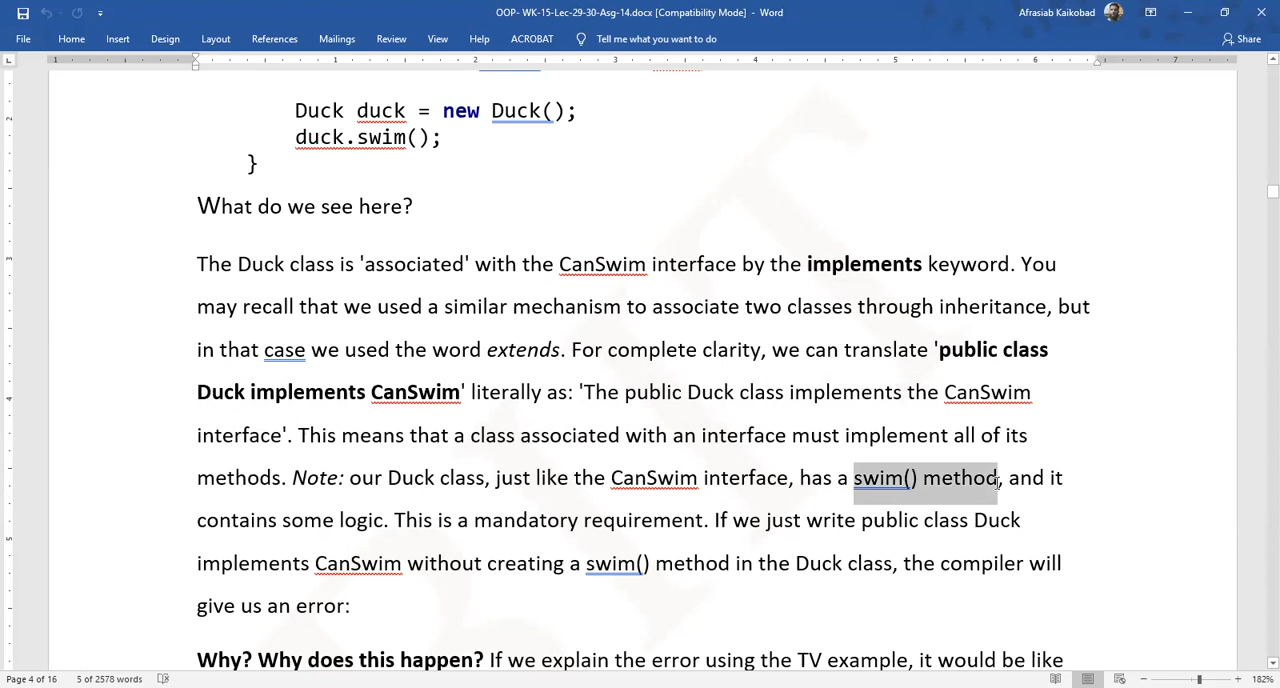 OOP- WK-15-Lec-29-30-Asg-14.docx [Compatibility Mode] - Word
Afrasiab Kaikobad
File Home Insert Design Layout References Mailings Review View Help ACROBAT Tell me what you want to do Share
1 1 2 3 4 5 6 7
Duck duck = new Duck();
duck.swim();
}
What do we see here?
The Duck class is 'associated' with the CanSwim interface by the implements keyword. You
may recall that we used a similar mechanism to associate two classes through inheritance, but
in that case we used the word extends. For complete clarity, we can translate 'public class
Duck implements CanSwim' literally as: 'The public Duck class implements the CanSwim
interface'. This means that a class associated with an interface must implement all of its
methods. Note: our Duck class, just like the CanSwim interface, has a swim() method, and it
contains some logic. This is a mandatory requirement. If we just write public class Duck
implements CanSwim without creating a swim() method in the Duck class, the compiler will
give us an error:
Why? Why does this happen? If we explain the error using the TV example, it would be like
Page 4 of 16 5 of 2578 words 182%